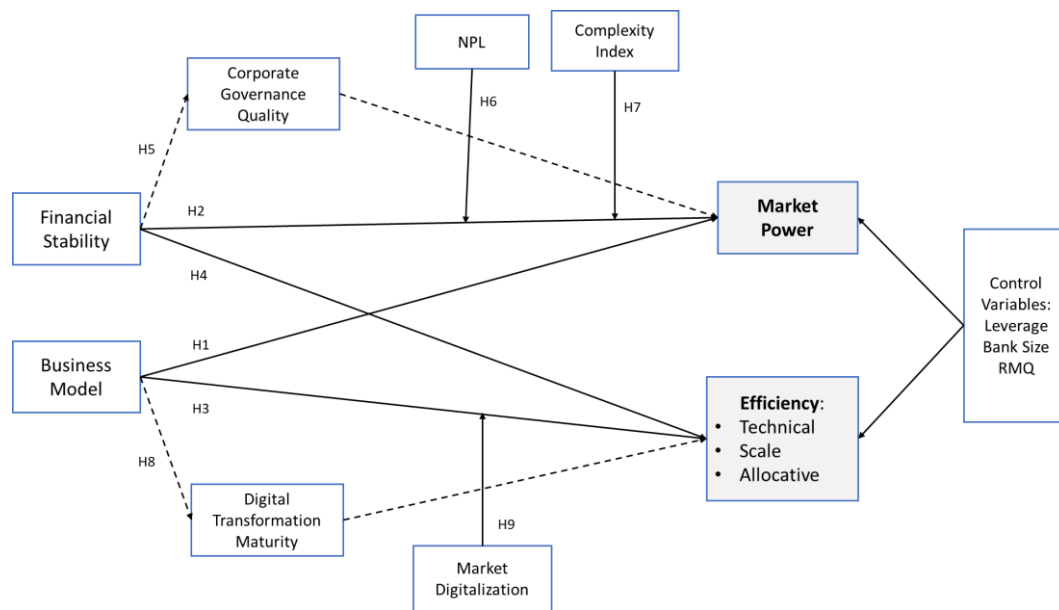 NPL
Complexity
Index
Corporate
Governance
Quality
H6
H7
H5
Financial
Stability
H2
Market
Power
H4
Control
Variables:
Leverage
Bank Size
RMQ
H1
Business
Model
H3
Efficiency:
• Technical
• Scale
• Allocative
H8
Digital
Transformation
Maturity
H9
Market
Digitalization